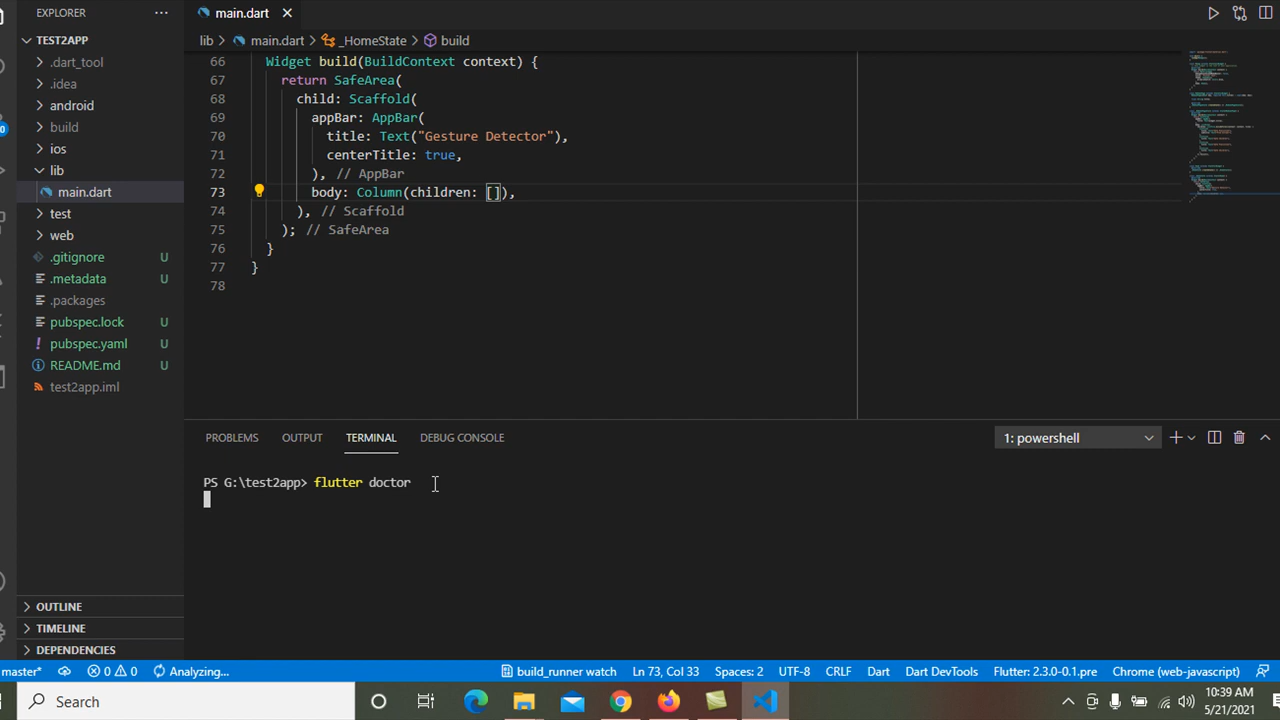 EXPLORER
TEST2APP
.dart_tool
.idea
android
build
ios
lib
main.dart
test
web
.gitignore U
.metadata U
.packages
pubspec.lock U
pubspec.yaml U
README.md U
test2app.iml
OUTLINE
TIMELINE
DEPENDENCIES
main.dart
lib > main.dart > _HomeState > build
66 Widget build(BuildContext context) {
67 return SafeArea(
68 child: Scaffold(
69 appBar: AppBar(
70 title: Text("Gesture Detector"),
71 centerTitle: true,
72 ), // AppBar
73 body: Column(children: []),
74 ), // Scaffold
75 ); // SafeArea
76 }
77 }
78
PROBLEMS OUTPUT TERMINAL DEBUG CONSOLE 1: powershell
PS G:\test2app> flutter doctor
master* 0 0 Analyzing... build_runner watch Ln 73, Col 33 Spaces: 2 UTF-8 CRLF Dart Dart DevTools Flutter: 2.3.0-0.1.pre Chrome (web-javascript)
Search
10:39 AM
5/21/2021